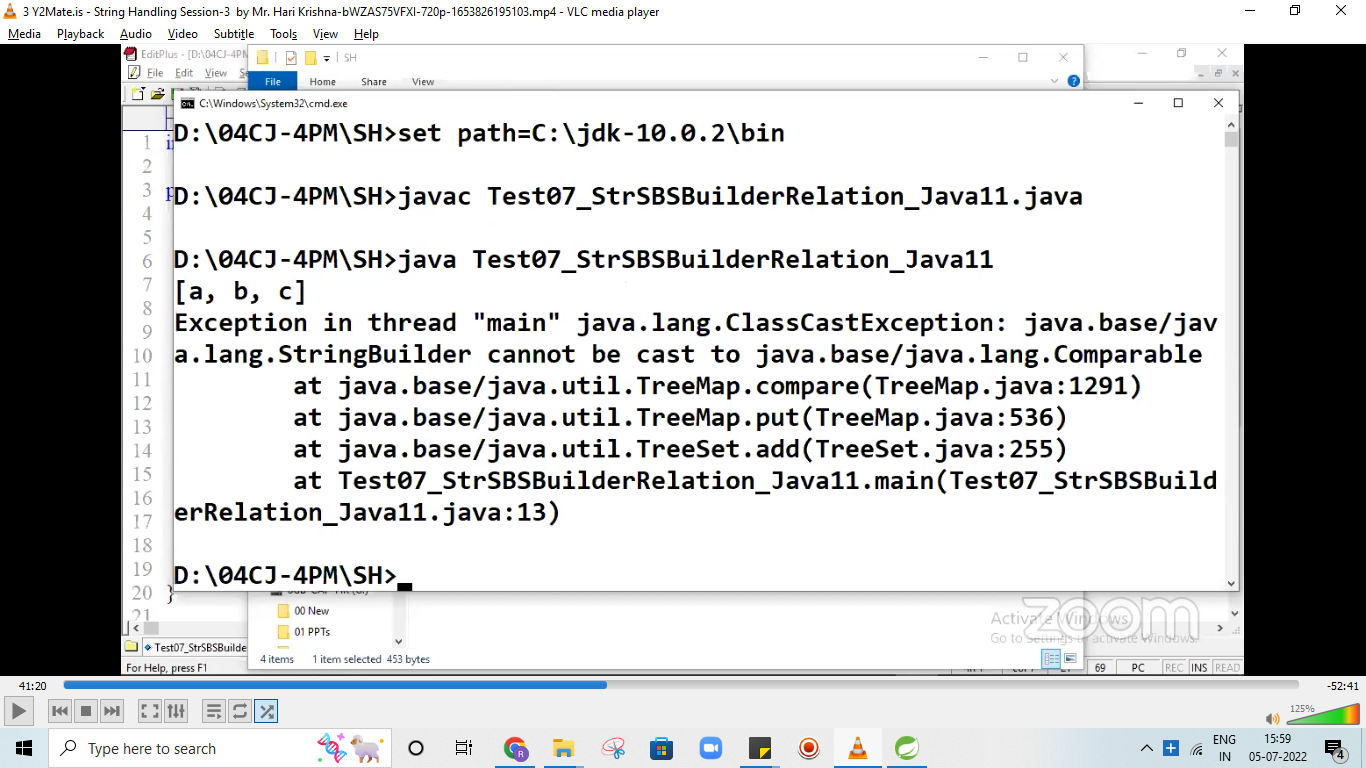 3 Y2Mate.is - String Handling Session-3 by Mr. Hari Krishna-bWZAS75VFXI-720p-1653826195103.mp4 - VLC media player
Media Playback Audio Video Subtitle Tools View Help
EditPlus - [D:\04CJ-4PM
SH
File Edit View
File Home Share View
C:\Windows\System32\cmd.exe
D:\04CJ-4PM\SH>set path=C:\jdk-10.0.2\bin
D:\04CJ-4PM\SH>javac Test07_StrSBSBuilderRelation_Java11.java
D:\04CJ-4PM\SH>java Test07_StrSBSBuilderRelation_Java11
[a, b, c]
Exception in thread "main" java.lang.ClassCastException: java.base/jav
a.lang.StringBuilder cannot be cast to java.base/java.lang.Comparable
at java.base/java.util.TreeMap.compare(TreeMap.java:1291)
at java.base/java.util.TreeMap.put(TreeMap.java:536)
at java.base/java.util.TreeSet.add(TreeSet.java:255)
at Test07_StrSBSBuilderRelation_Java11.main(Test07_StrSBSBuild
erRelation_Java11.java:13)
D:\04CJ-4PM\SH>
1
2
3
4
5
6
7
8
9
10
11
12
13
14
15
16
17
18
19
20 }
21
00 New
01 PPTs
Activate Windows
Go to Settings to activate Windows.
zoom
Test07_StrSBSBuilde
4 items 1 item selected 453 bytes
For Help, press F1
69 PC REC INS READ
41:20
-52:41
125%
Type here to search
ENG
IN
15:59
05-07-2022
4